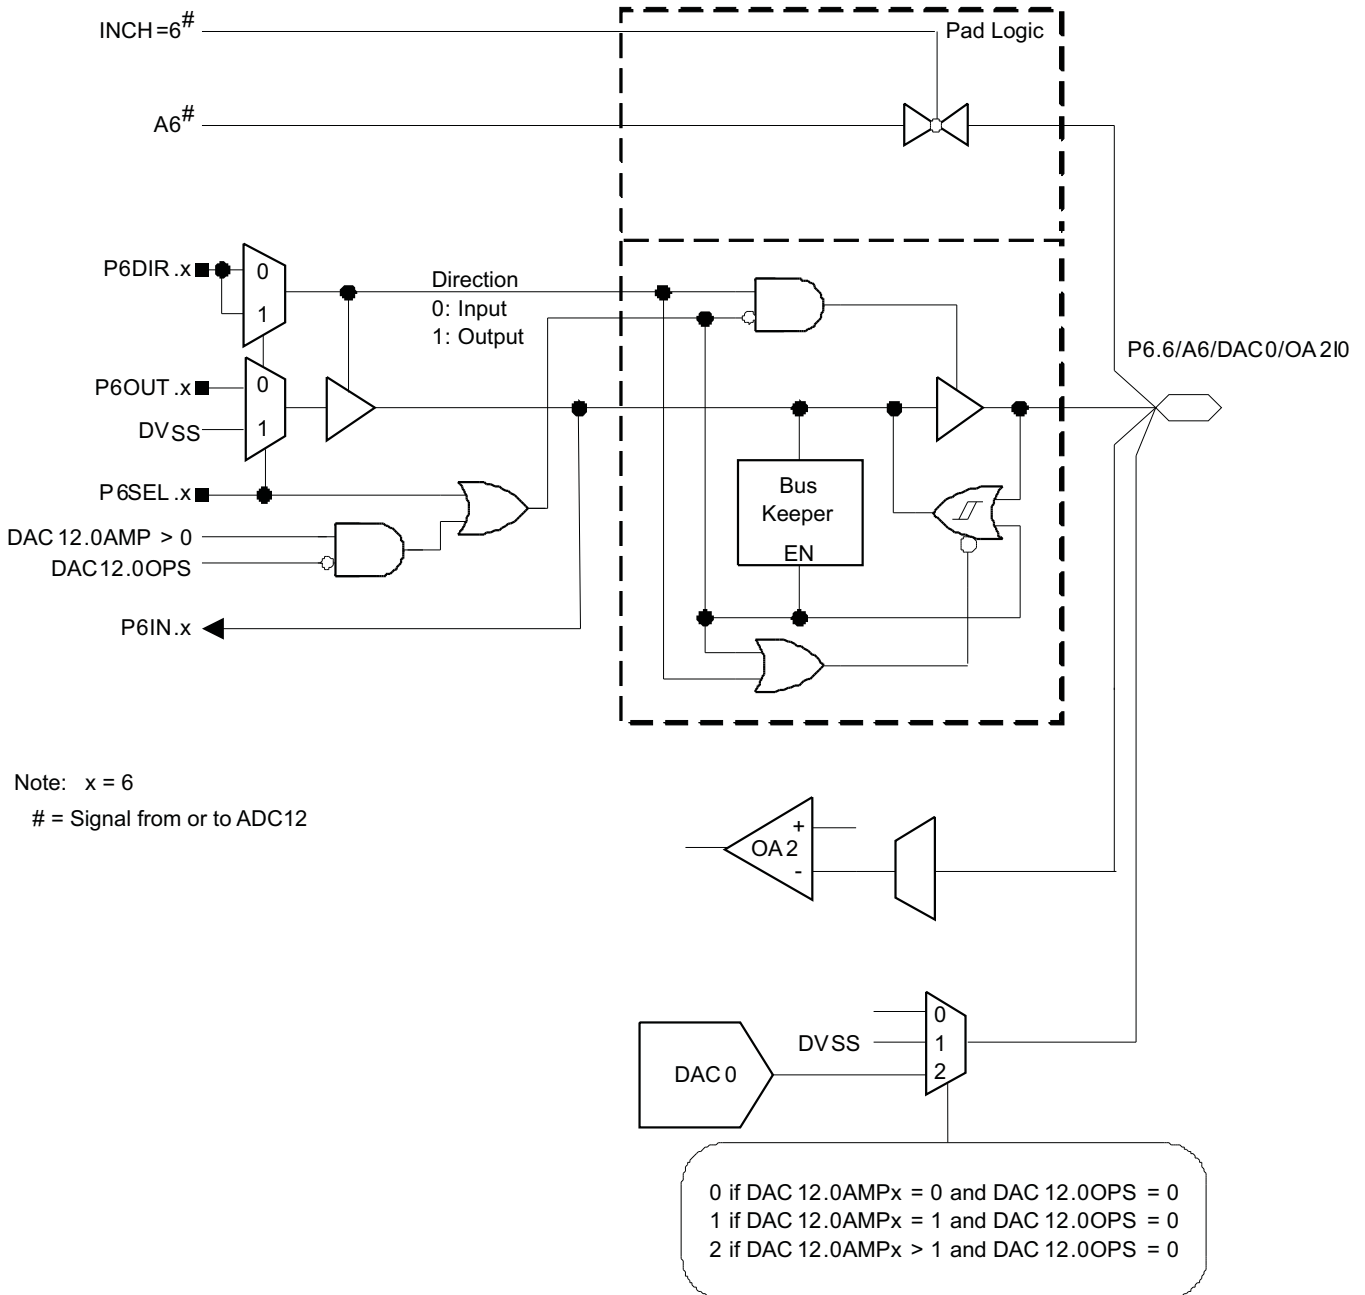 INCH=6#
Pad Logic
A6#
P6DIR.x
0
1
Direction
0: Input
1: Output
P6.6/A6/DAC0/OA2I0
P6OUT.x
0
DVSS
1
P6SEL.x
Bus
Keeper
EN
DAC12.0AMP > 0
DAC12.0OPS
P6IN.x
Note: x = 6
# = Signal from or to ADC12
+
OA2
-
0
DVSS
1
2
DAC0
0 if DAC12.0AMPx = 0 and DAC12.0OPS = 0
1 if DAC12.0AMPx = 1 and DAC12.0OPS = 0
2 if DAC12.0AMPx > 1 and DAC12.0OPS = 0